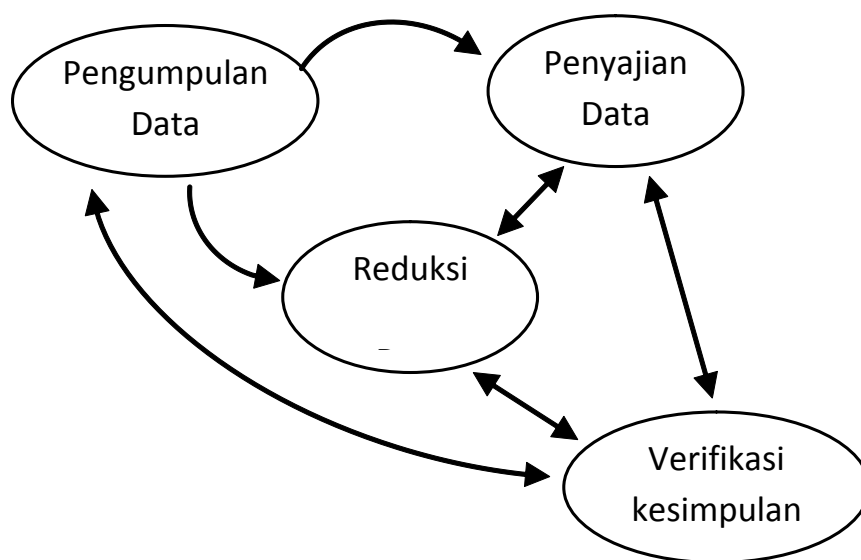 Pengumpulan
Data
Penyajian
Data
Reduksi
Verifikasi
kesimpulan